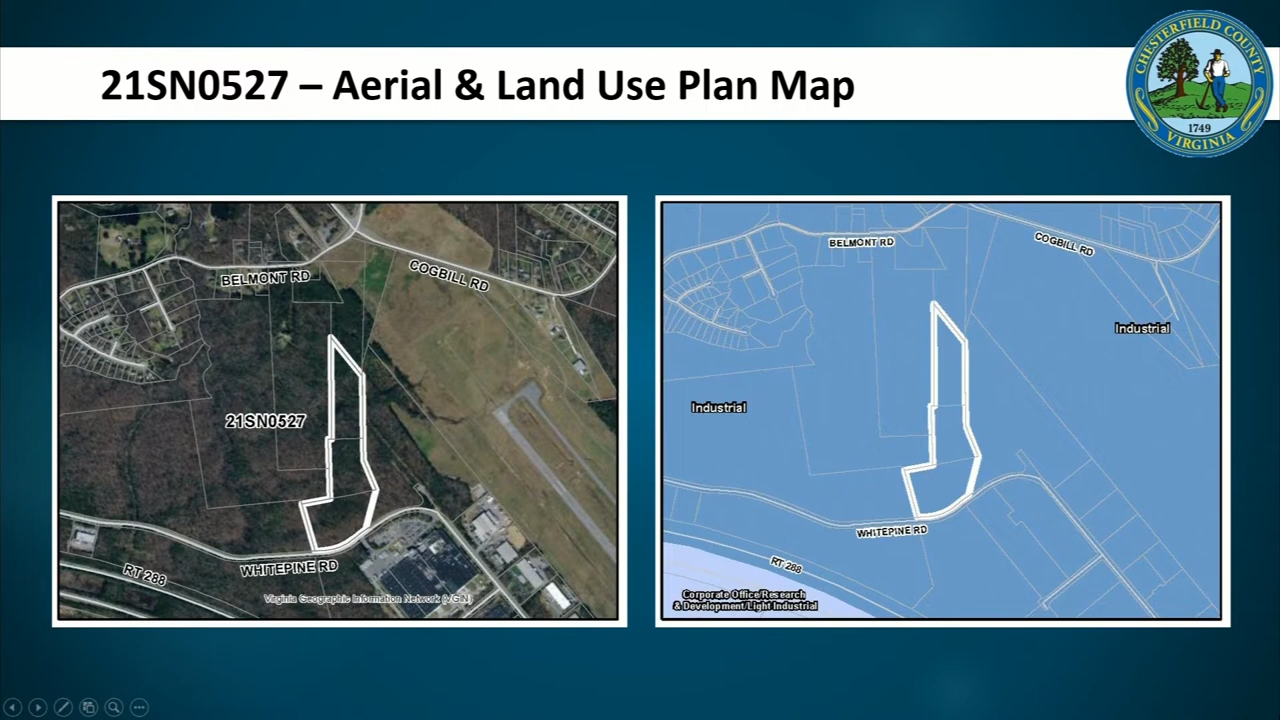 21SN0527 – Aerial & Land Use Plan Map
CHESTERFIELD COUNTY
1749
VIRGINIA
BELMONT RD
COGBILL RD
21SN0527
WHITEPINE RD
RT 288
Virginia Geographic Information Network (VGIN)
BELMONT RD
COGBILL RD
Industrial
Industrial
WHITEPINE RD
RT 288
Corporate Office/Research
& Development/Light Industrial